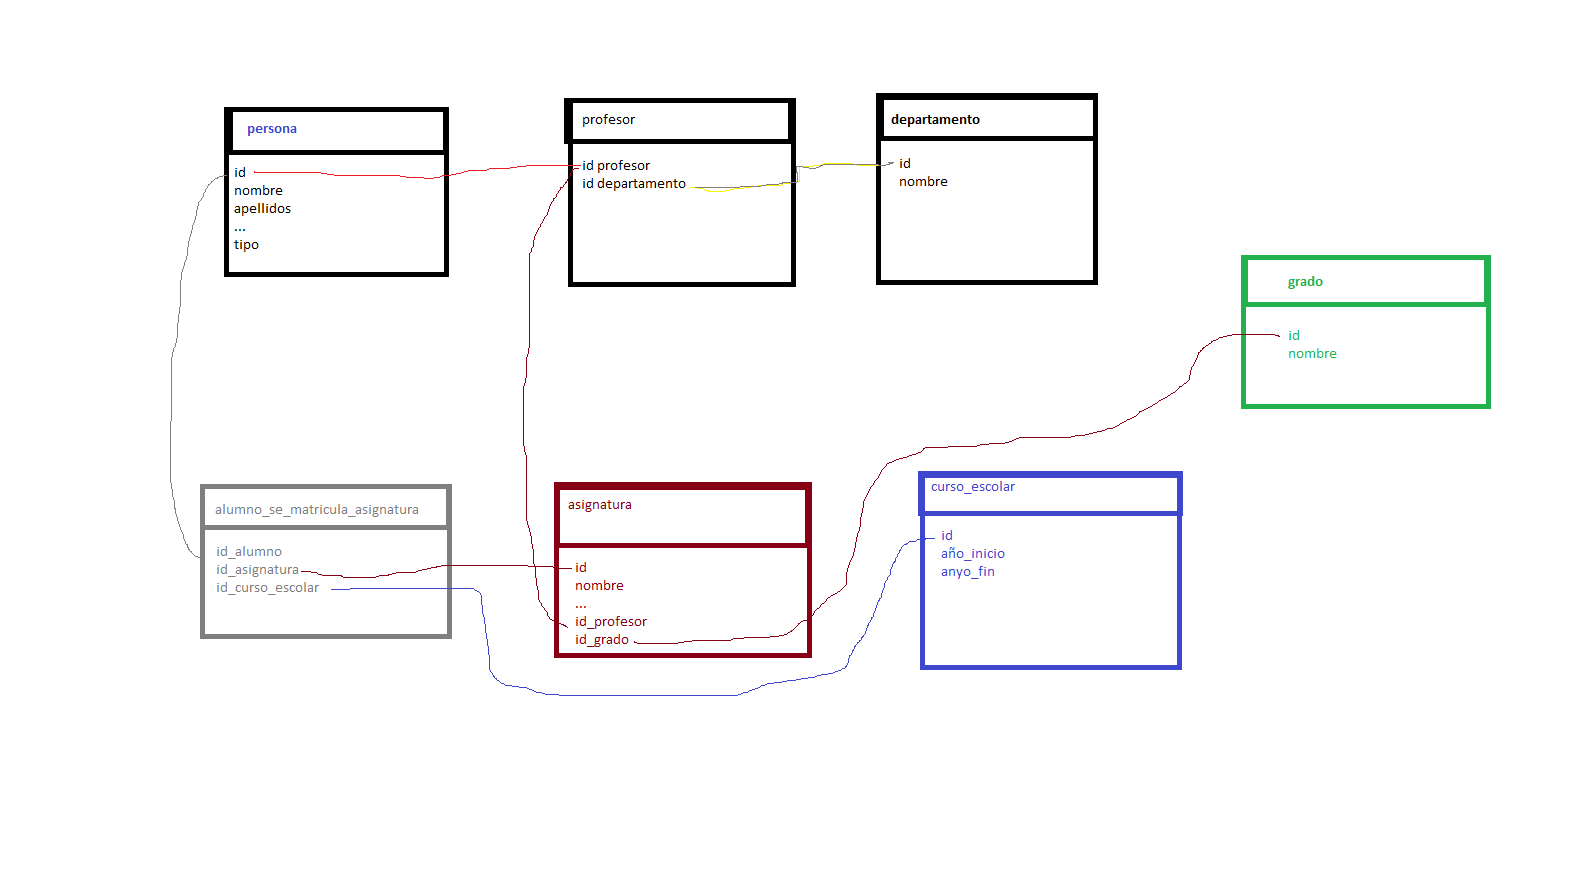 persona
id
nombre
apellidos
...
tipo
profesor
id profesor
id departamento
departamento
id
nombre
grado
id
nombre
alumno_se_matricula_asignatura
id_alumno
id_asignatura
id_curso_escolar
asignatura
id
nombre
...
id_profesor
id_grado
curso_escolar
id
año_inicio
anyo_fin